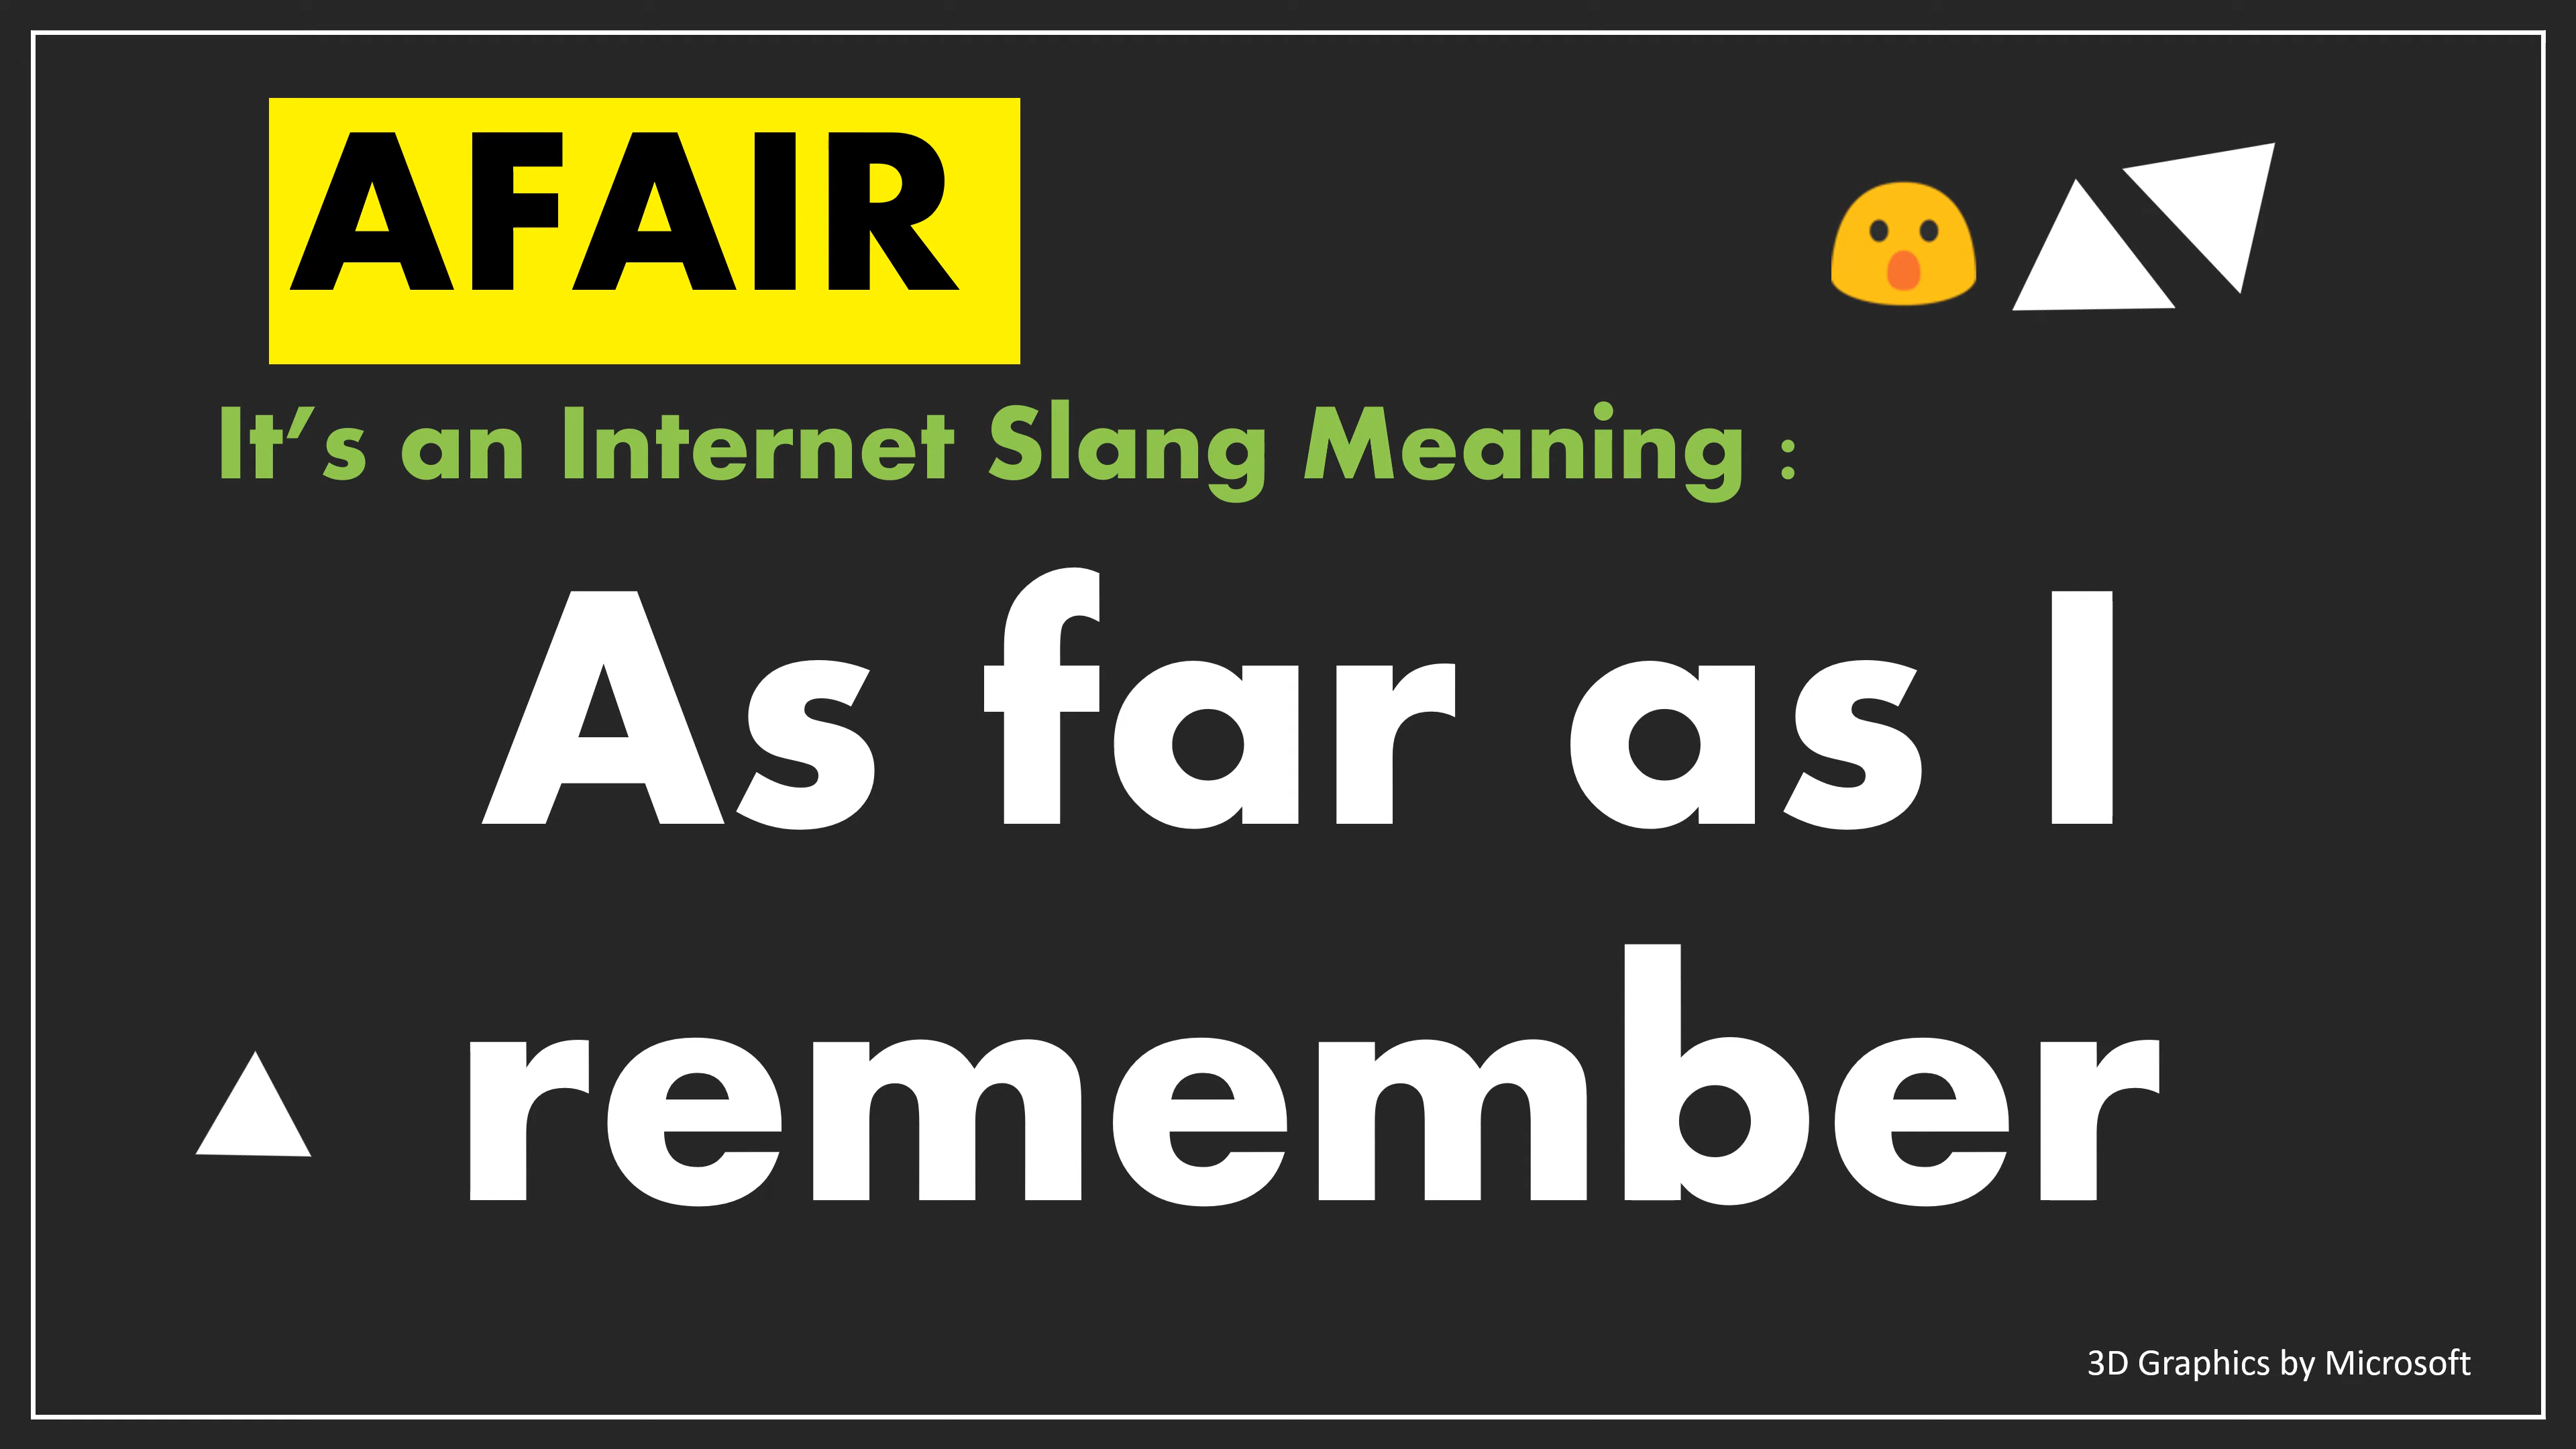 AFAIR
It’s an Internet Slang Meaning :
As far as I
remember
3D Graphics by Microsoft